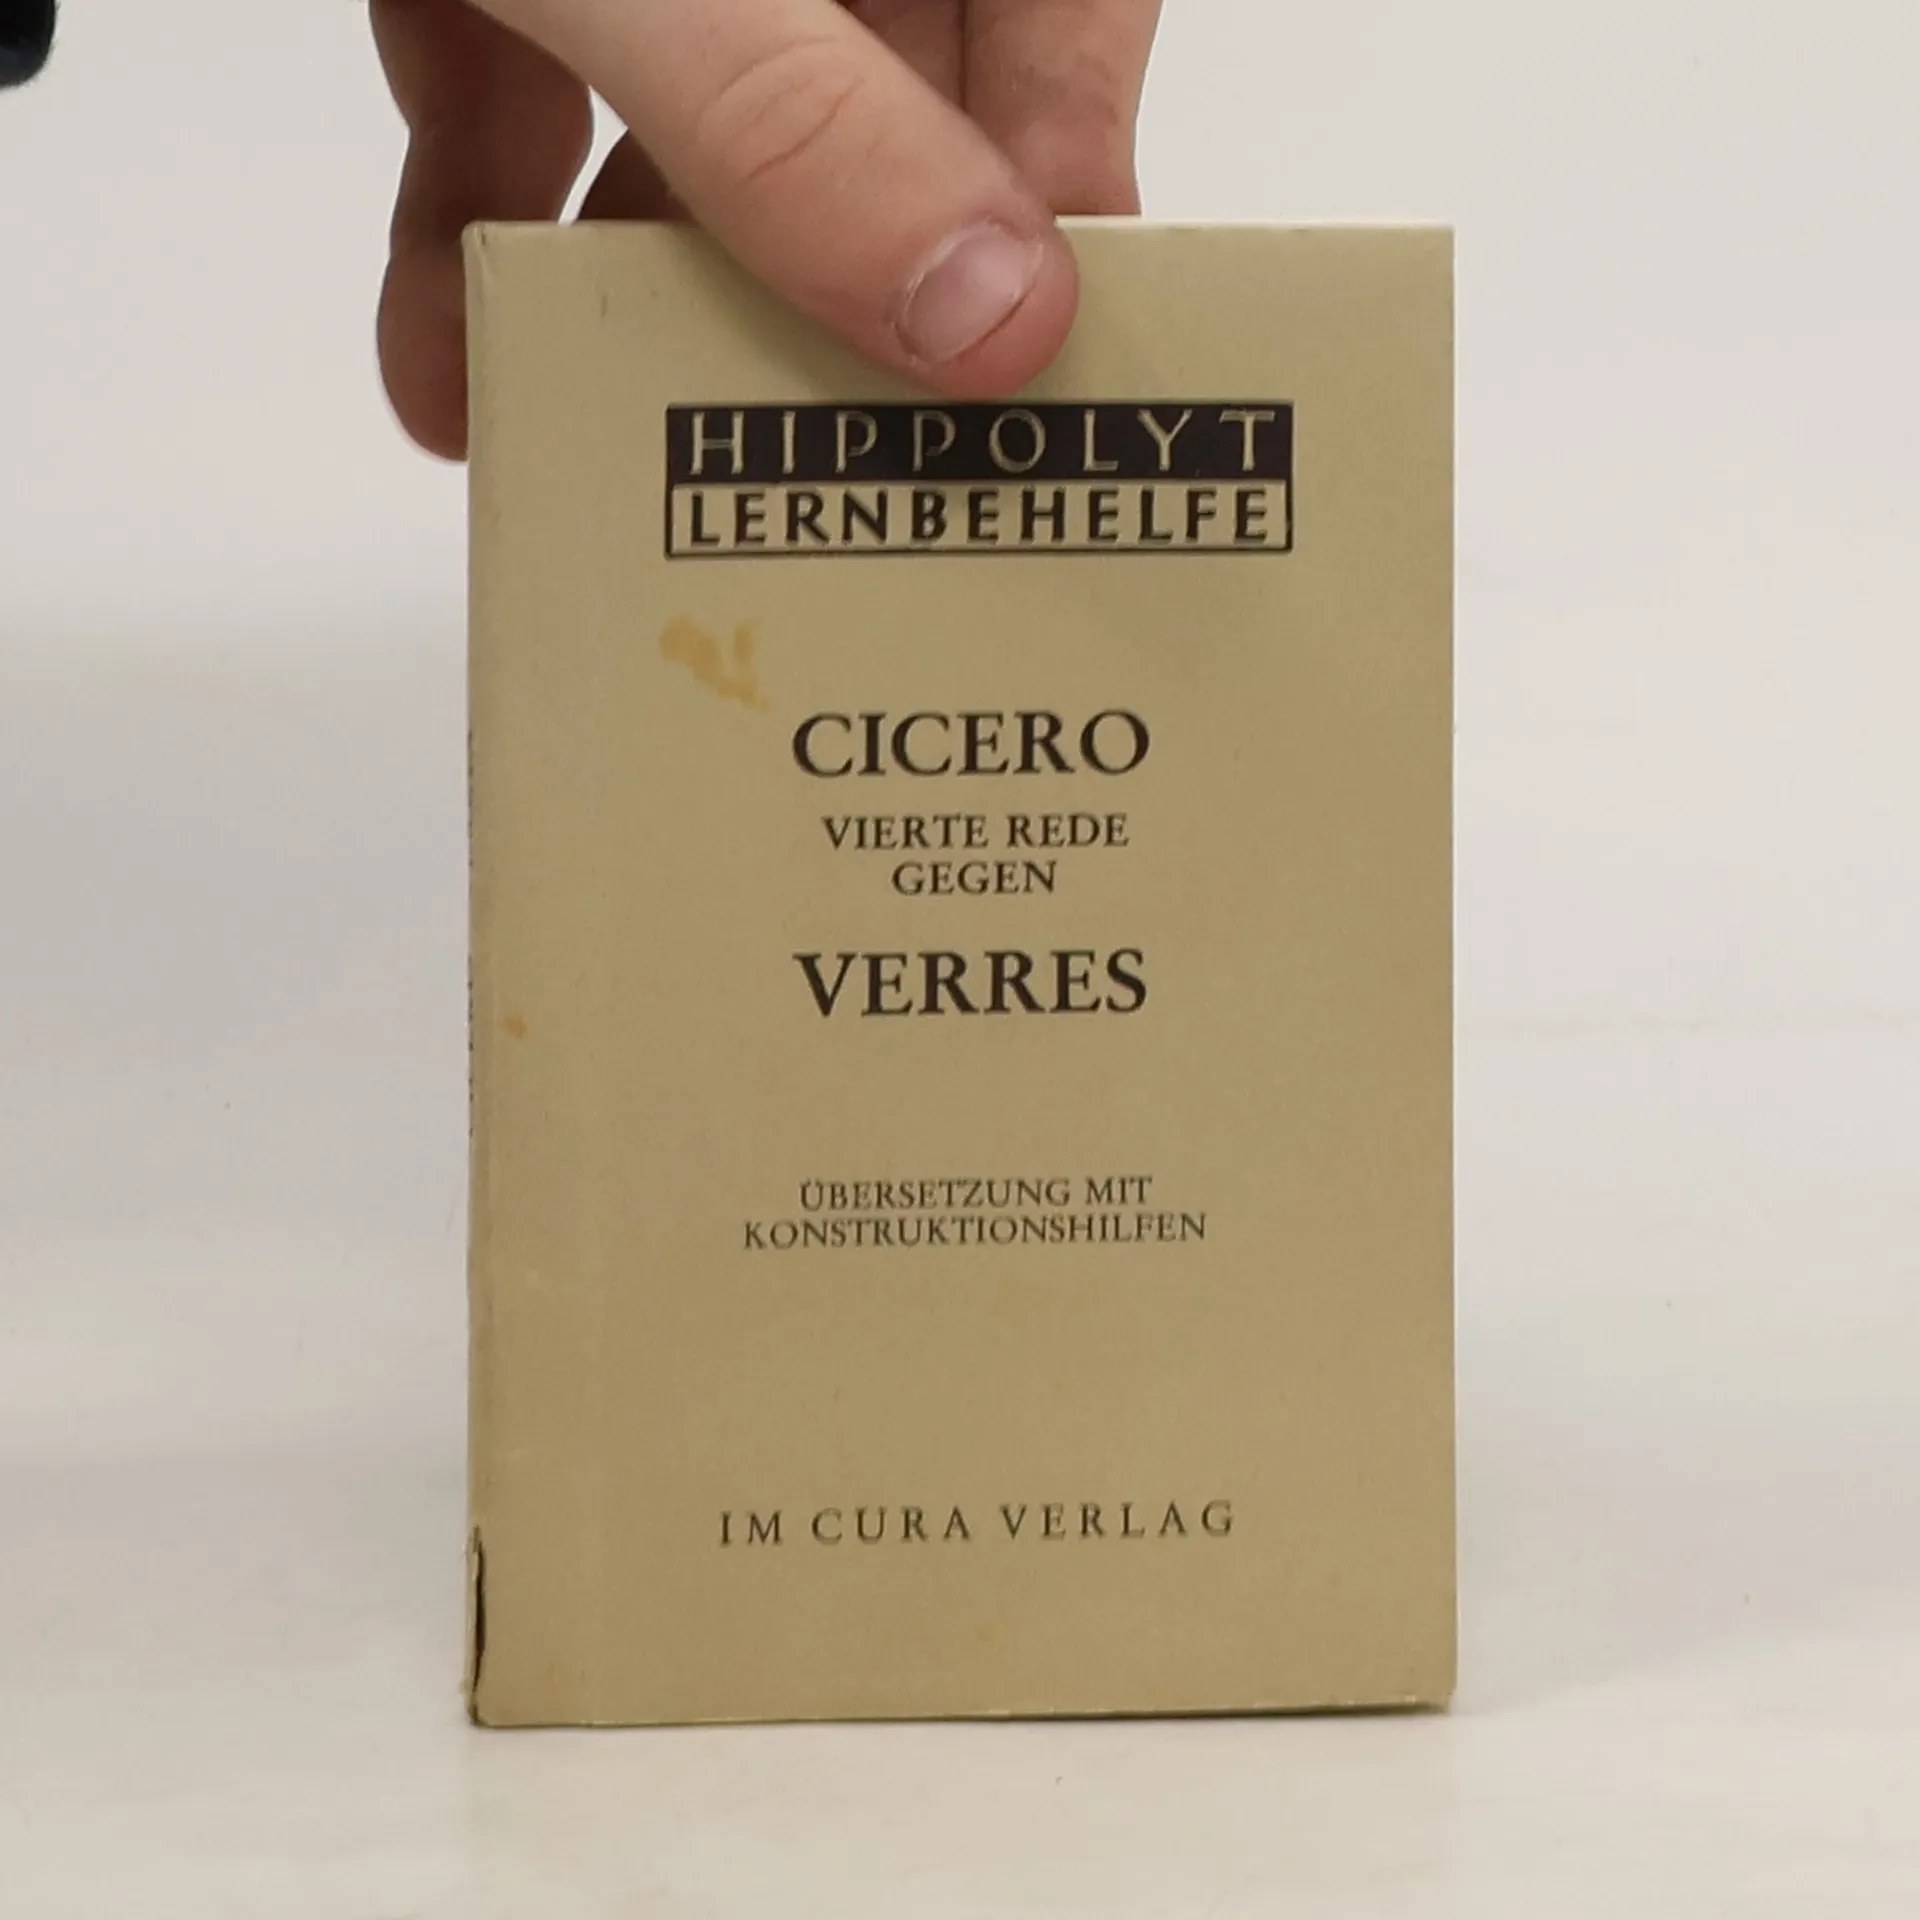 HIPPOLYT
LERNBEHELFE
CICERO
VIERTE REDE
GEGEN
VERRES
ÜBERSETZUNG MIT
KONSTRUKTIONSHILFEN
IM CURA VERLAG